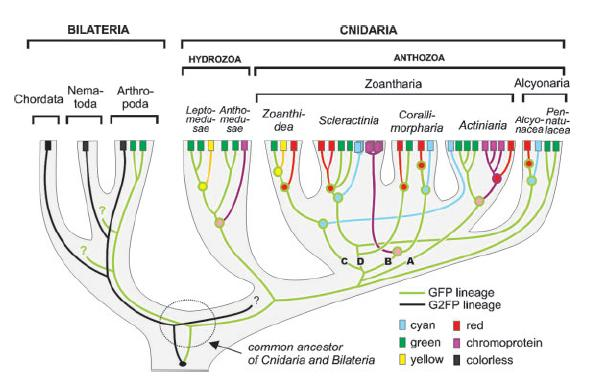 BILATERIA
CNIDARIA
HYDROZOA
ANTHOZOA
Zoantharia
Alcyonaria
Chordata
Nema-
toda
Arthro-
poda
Lepto-
medu-
sae
Antho-
medu-
sae
Zoanthi-
dea
Scleractinia
Coralli-
morpharia
Actiniaria
Alcyo-
nacea
Pen-
natu-
lacea
?
?
?
C D B A
GFP lineage
G2FP lineage
cyan
red
green
chromoprotein
yellow
colorless
common ancestor
of Cnidaria and Bilateria